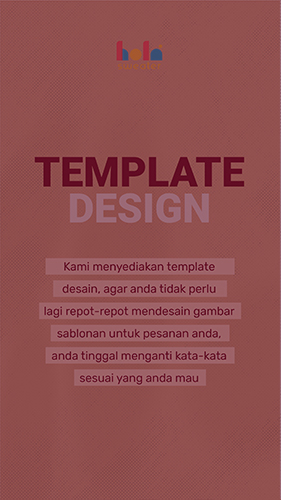 TEMPLATE
DESIGN
Kami menyediakan template
desain, agar anda tidak perlu
lagi repot-repot mendesain gambar
sablonan untuk pesanan anda,
anda tinggal menganti kata-kata
sesuai yang anda mau